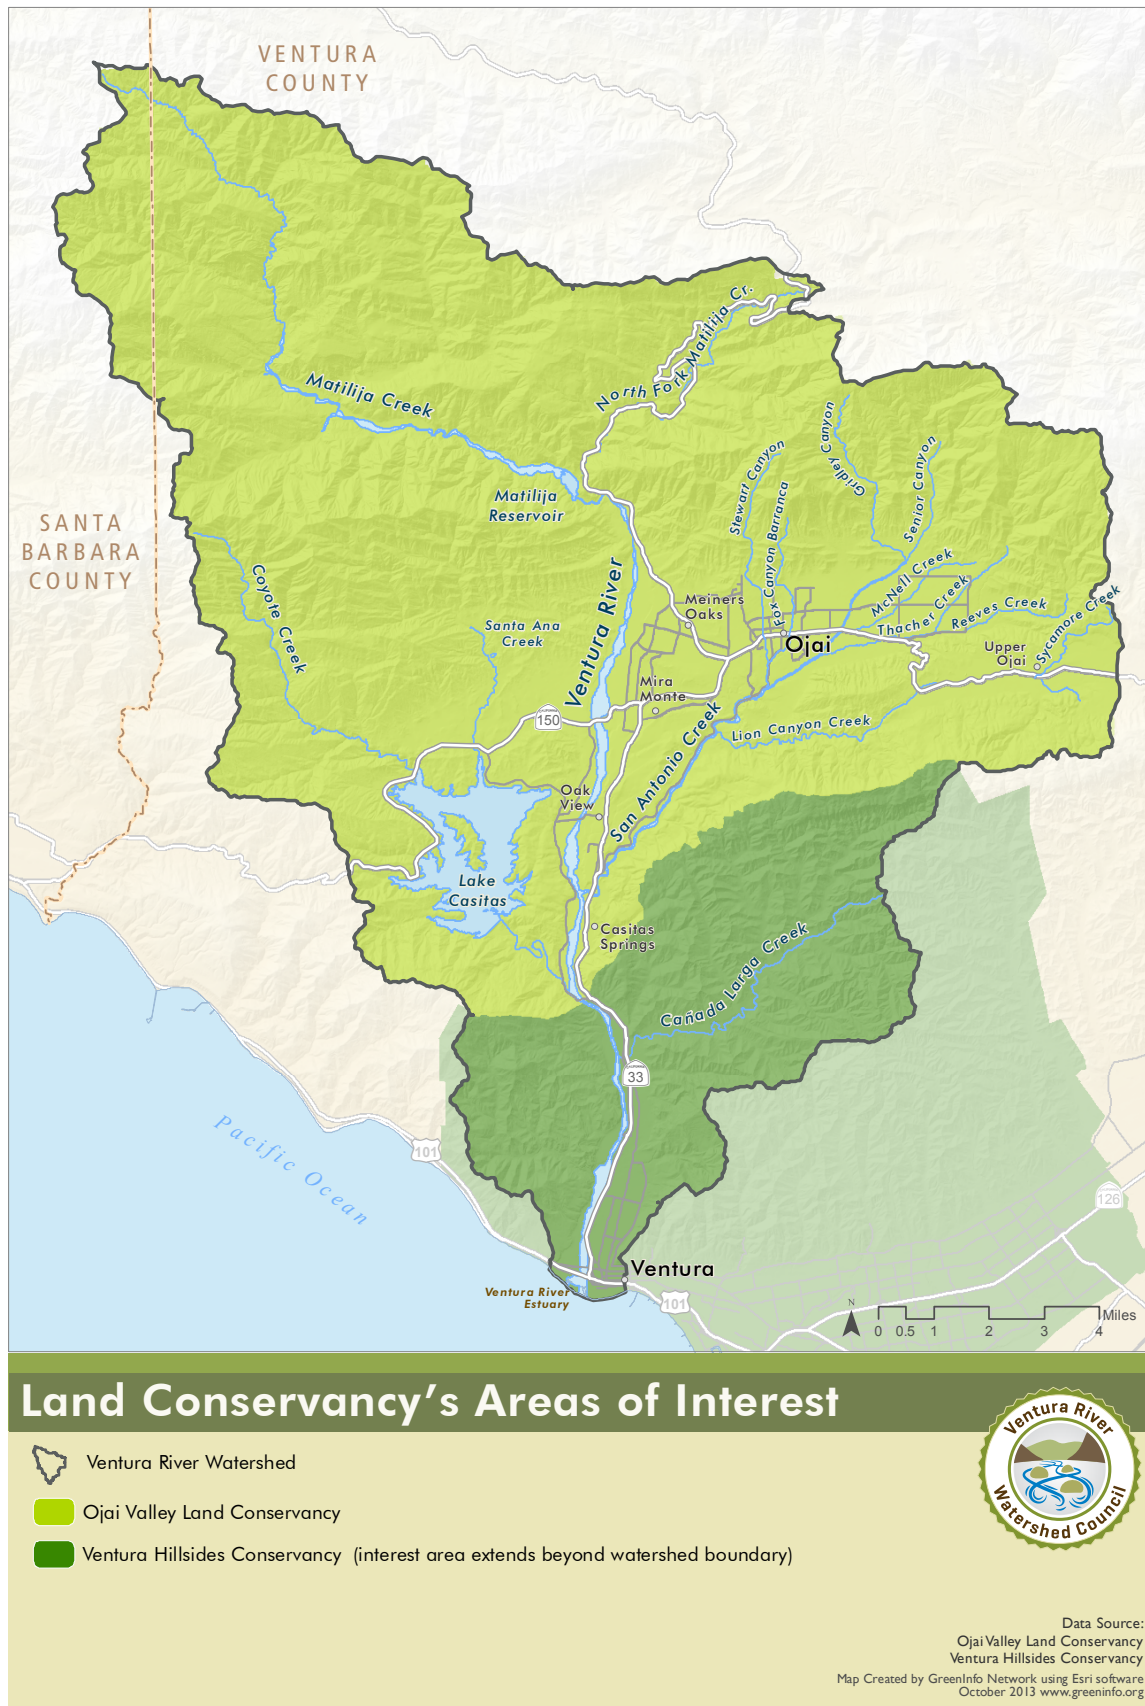 VENTURA
COUNTY
North Fork Matilija Cr.
Matilija Creek
Matilija
Reservoir
Stewart Canyon
Fox Canyon Barranca
Gridley Canyon
Senior Canyon
SANTA
BARBARA
COUNTY
Coyote Creek
Santa Ana
Creek
Ventura River
Meiners
Oaks
McNell Creek
Thacher Creek
Reeves Creek
Sycamore Creek
Ojai
Upper
Ojai
Mira
Monte
CALIFORNIA
150
San Antonio Creek
Lion Canyon Creek
Oak
View
Lake
Casitas
Casitas
Springs
Cañada Larga Creek
CALIFORNIA
33
Pacific Ocean
101
126
Ventura
Ventura River
Estuary
101
N
0 0.5 1 2 3 4
Miles
Land Conservancy's Areas of Interest
Ventura River Watershed
Ojai Valley Land Conservancy
Ventura Hillsides Conservancy (interest area extends beyond watershed boundary)
Ventura River
Watershed Council
Data Source:
Ojai Valley Land Conservancy
Ventura Hillsides Conservancy
Map Created by GreenInfo Network using Esri software
October 2013 www.greeninfo.org